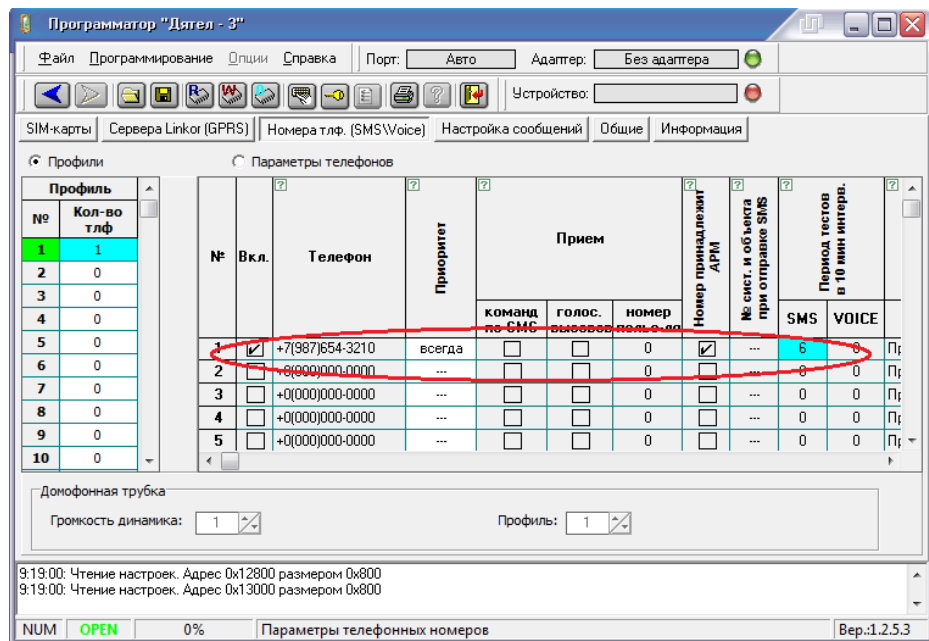 Программатор "Дятел - 3"
Файл Программирование Опции Справка Порт: Авто Адаптер: Без адаптера
Устройство:
SIM-карты Сервера Linkor (GPRS) Номера тлф. (SMS\Voice) Настройка сообщений Общие Информация
Профили Параметры телефонов
Профиль
№ Кол-во тлф
1 1
2 0
3 0
4 0
5 0
6 0
7 0
8 0
9 0
10 0
№ Вкл. Телефон Приоритет Прием Номер принадлежит АРМ № сист. и объекта при отправке SMS Период тестов в 10 мин интерв.
команд по SMS голос. вызовов номер польз-ля SMS VOICE
1 +7(987)654-3210 всегда 0 --- 6 0 Пр
2 +0(000)000-0000 --- 0 --- 0 0 Пр
3 +0(000)000-0000 --- 0 --- 0 0 Пр
4 +0(000)000-0000 --- 0 --- 0 0 Пр
5 +0(000)000-0000 --- 0 --- 0 0 Пр
Домофонная трубка
Громкость динамика: 1 Профиль: 1
9:19:00: Чтение настроек. Адрес 0x12800 размером 0x800
9:19:00: Чтение настроек. Адрес 0x13000 размером 0x800
NUM OPEN 0% Параметры телефонных номеров Вер.:1.2.5.3